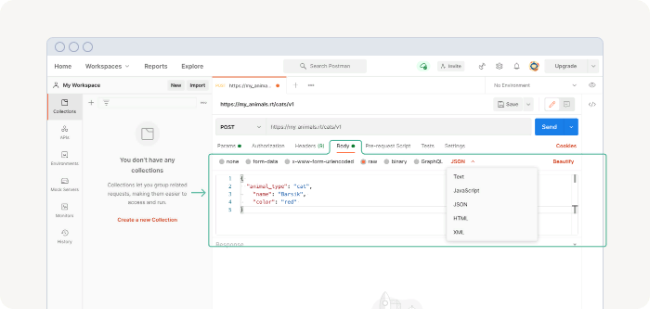 Home Workspaces Reports Explore Search Postman Invite Upgrade
My Workspace New Import https://my_anima... No Environment
Collections
https://my_animals.rt/cats/v1 Save
APIs
POST https://my_animals.rt/cats/v1 Send
Environments
Params Authorization Headers (8) Body Pre-request Script Tests Settings Cookies
You don't have any
collections
none form-data x-www-form-urlencoded raw binary GraphQL JSON Beautify
Mock Servers
Collections let you group related
requests, making them easier to
access and run.
Monitors
Create a new Collection
History
1 {
2 "animal_type": "cat",
3 "name": "Barsik",
4 "color": "red"
5 }
Text
JavaScript
JSON
HTML
XML
Response